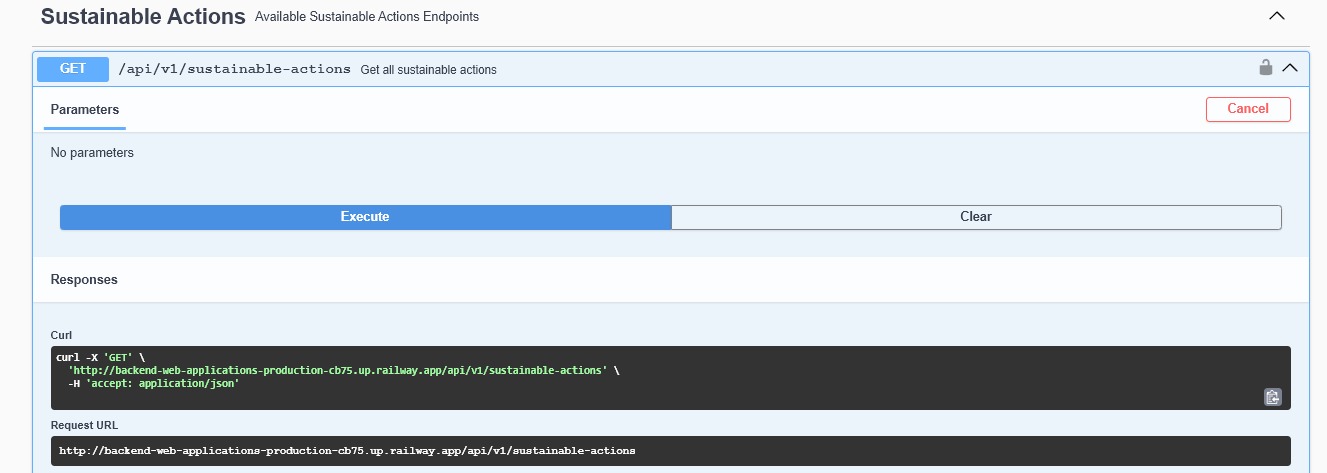 Sustainable Actions Available Sustainable Actions Endpoints
GET /api/v1/sustainable-actions Get all sustainable actions
Parameters Cancel
No parameters
Execute Clear
Responses
Curl
curl -X 'GET' \
'http://backend-web-applications-production-cb75.up.railway.app/api/v1/sustainable-actions' \
-H 'accept: application/json'
Request URL
http://backend-web-applications-production-cb75.up.railway.app/api/v1/sustainable-actions